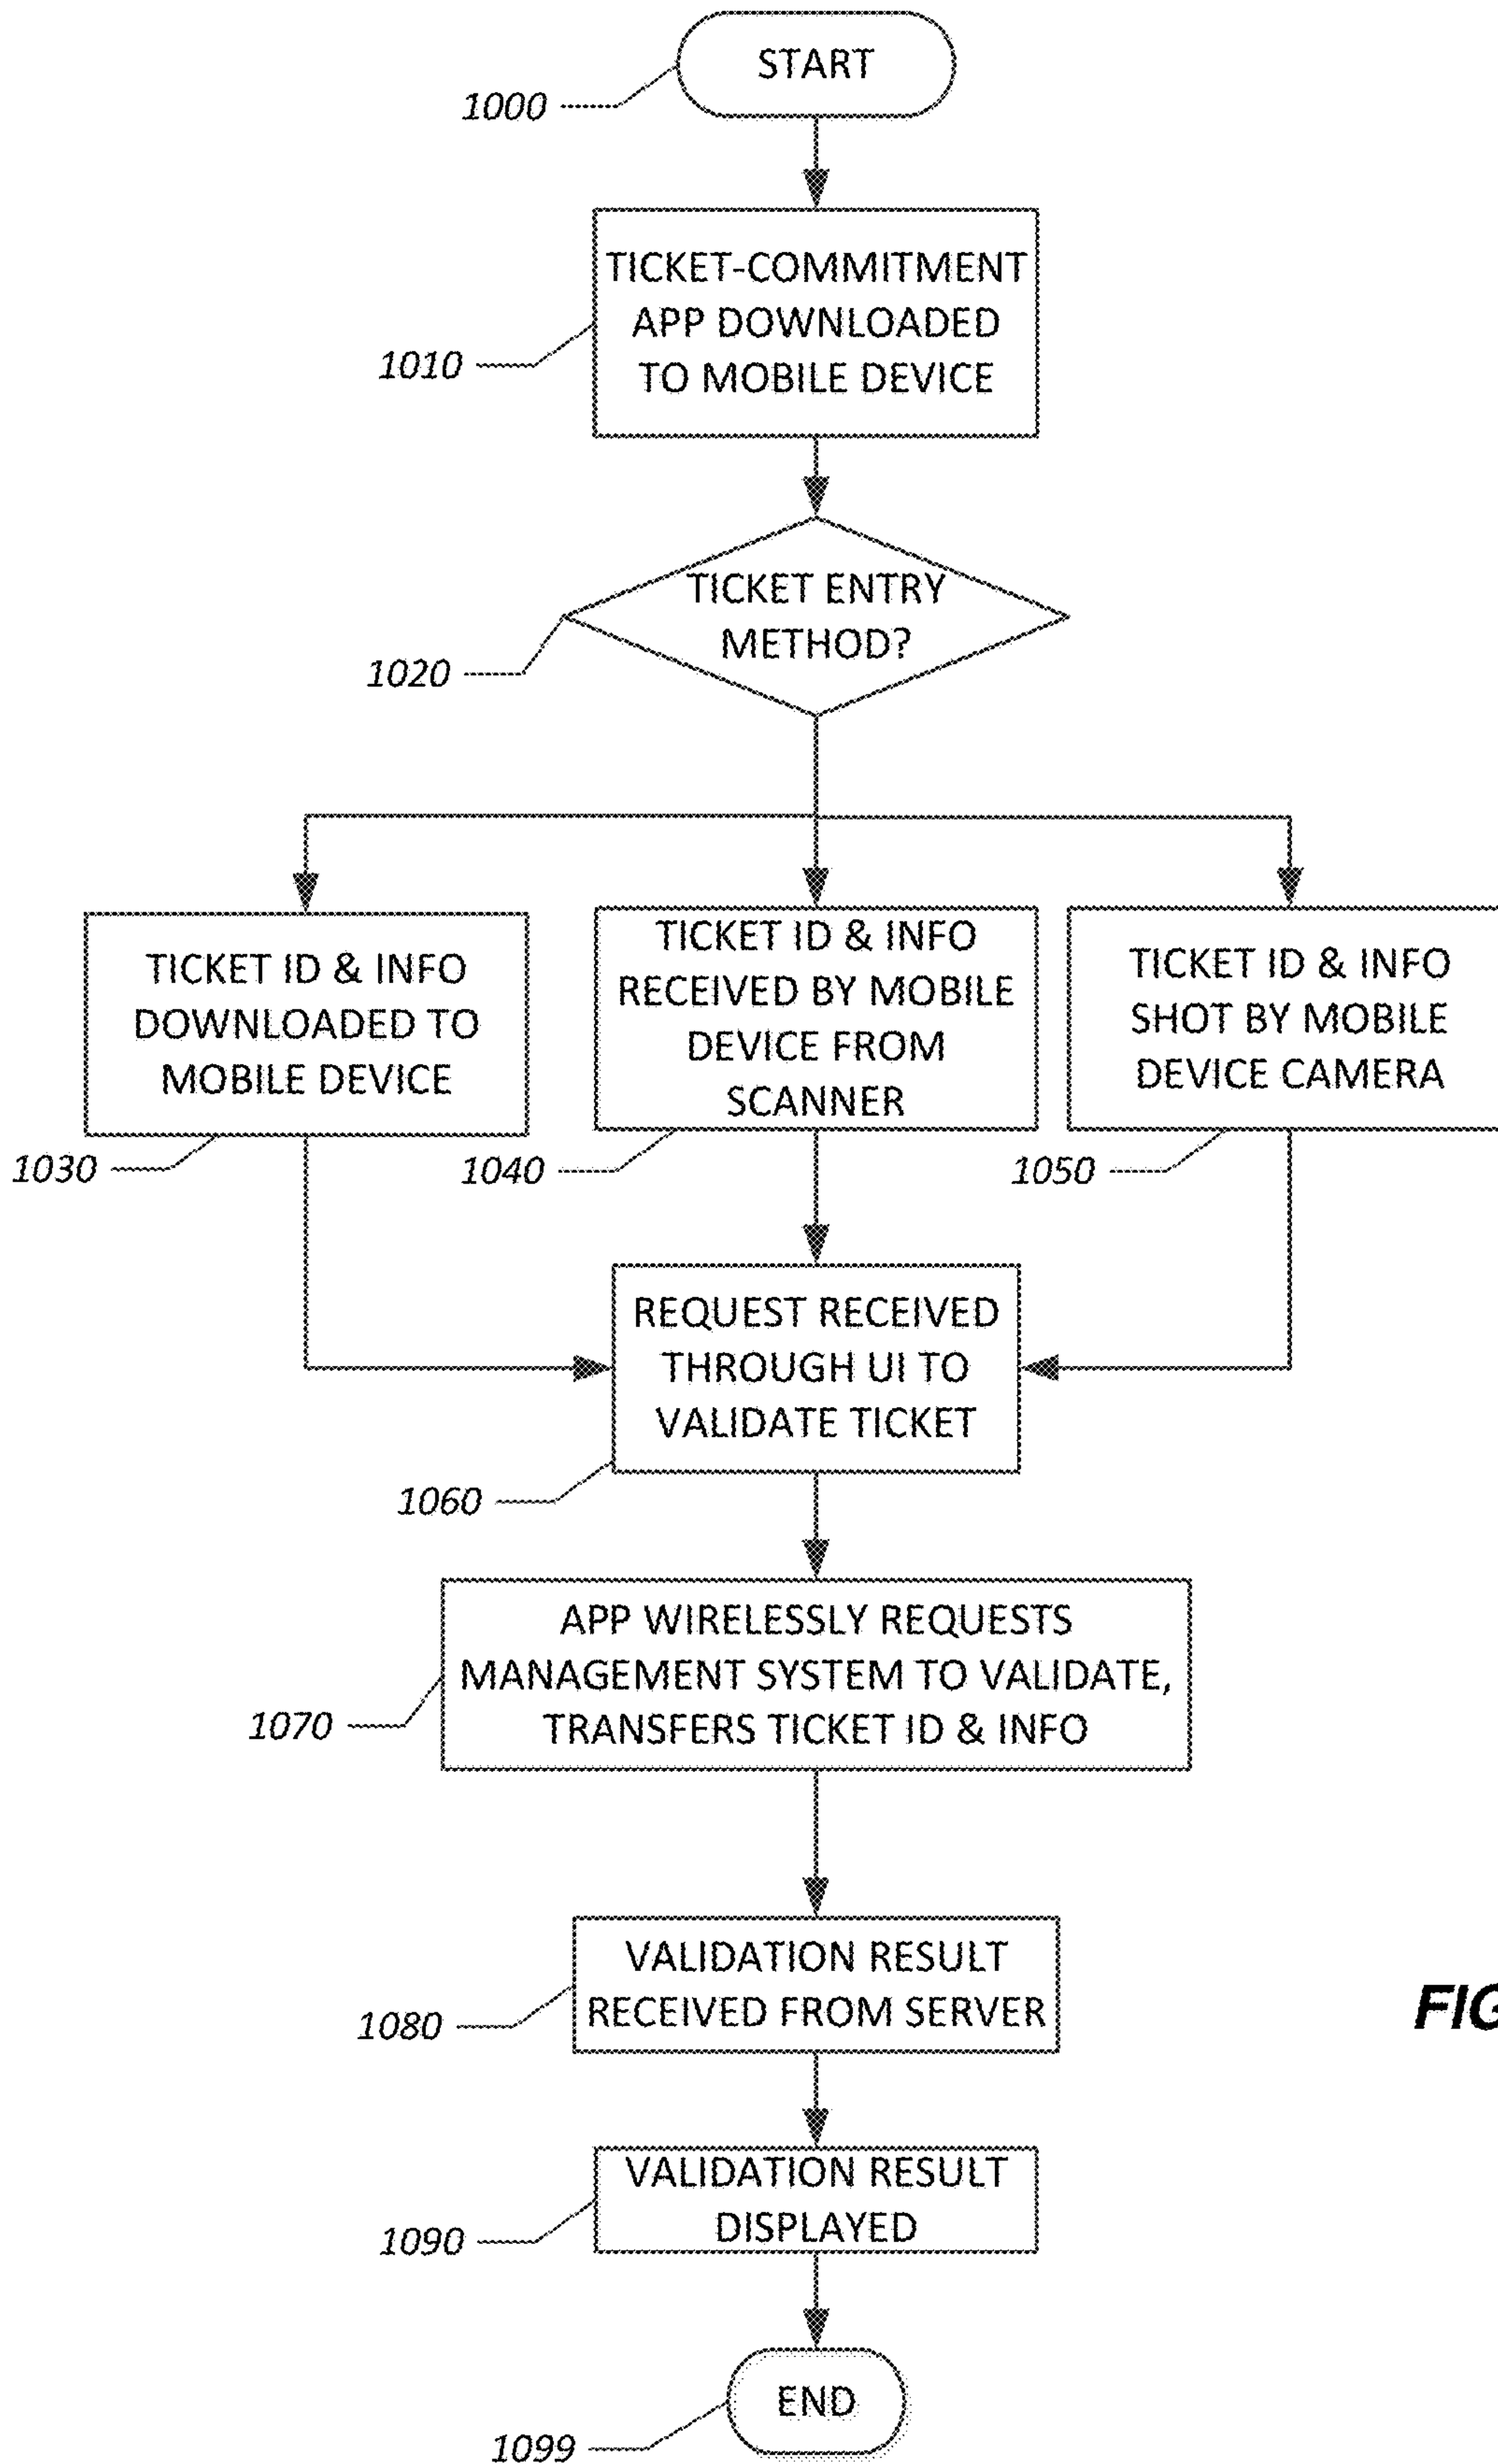 START
1000
TICKET-COMMITMENT
APP DOWNLOADED
TO MOBILE DEVICE
1010
TICKET ENTRY
METHOD?
1020
TICKET ID & INFO
DOWNLOADED TO
MOBILE DEVICE
1030
TICKET ID & INFO
RECEIVED BY MOBILE
DEVICE FROM
SCANNER
1040
TICKET ID & INFO
SHOT BY MOBILE
DEVICE CAMERA
1050
REQUEST RECEIVED
THROUGH UI TO
VALIDATE TICKET
1060
APP WIRELESSLY REQUESTS
MANAGEMENT SYSTEM TO VALIDATE,
TRANSFERS TICKET ID & INFO
1070
VALIDATION RESULT
RECEIVED FROM SERVER
1080
FIG
VALIDATION RESULT
DISPLAYED
1090
END
1099